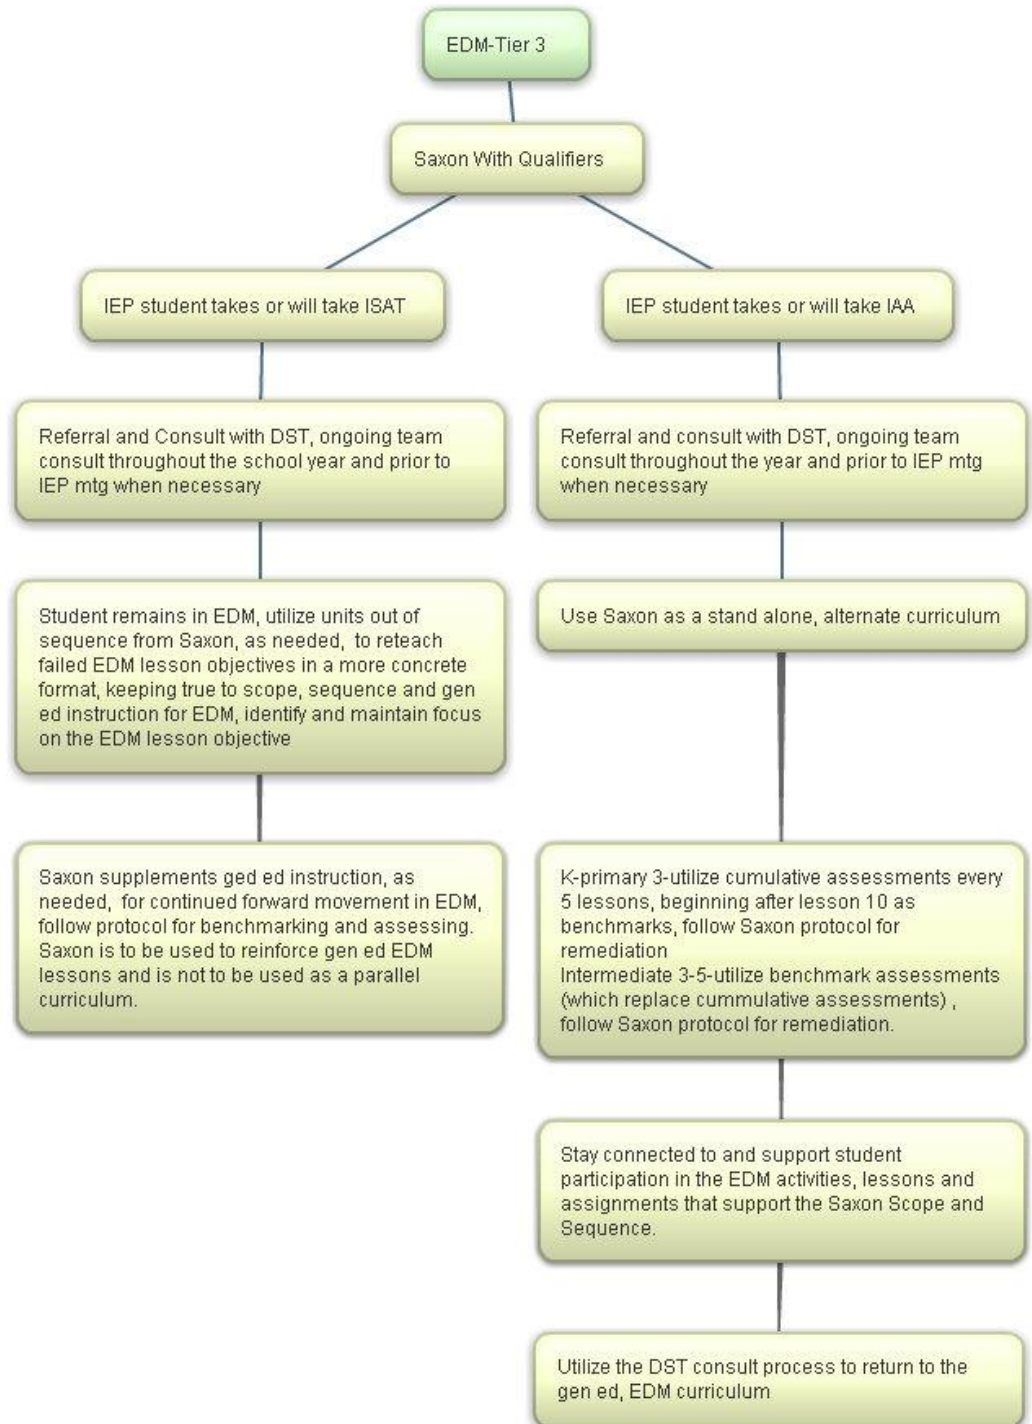 EDM-Tier 3
Saxon With Qualifiers
IEP student takes or will take ISAT
IEP student takes or will take IAA
Referral and Consult with DST, ongoing team
consult throughout the school year and prior to
IEP mtg when necessary
Referral and consult with DST, ongoing team
consult throughout the year and prior to IEP mtg
when necessary
Student remains in EDM, utilize units out of
sequence from Saxon, as needed, to reteach
failed EDM lesson objectives in a more concrete
format, keeping true to scope, sequence and gen
ed instruction for EDM, identify and maintain focus
on the EDM lesson objective
Use Saxon as a stand alone, alternate curriculum
Saxon supplements ged ed instruction, as
needed, for continued forward movement in EDM,
follow protocol for benchmarking and assessing.
Saxon is to be used to reinforce gen ed EDM
lessons and is not to be used as a parallel
curriculum.
K-primary 3-utilize cumulative assessments every
5 lessons, beginning after lesson 10 as
benchmarks, follow Saxon protocol for
remediation
Intermediate 3-5-utilize benchmark assessments
(which replace cummulative assessments) ,
follow Saxon protocol for remediation.
Stay connected to and support student
participation in the EDM activities, lessons and
assignments that support the Saxon Scope and
Sequence.
Utilize the DST consult process to return to the
gen ed, EDM curriculum